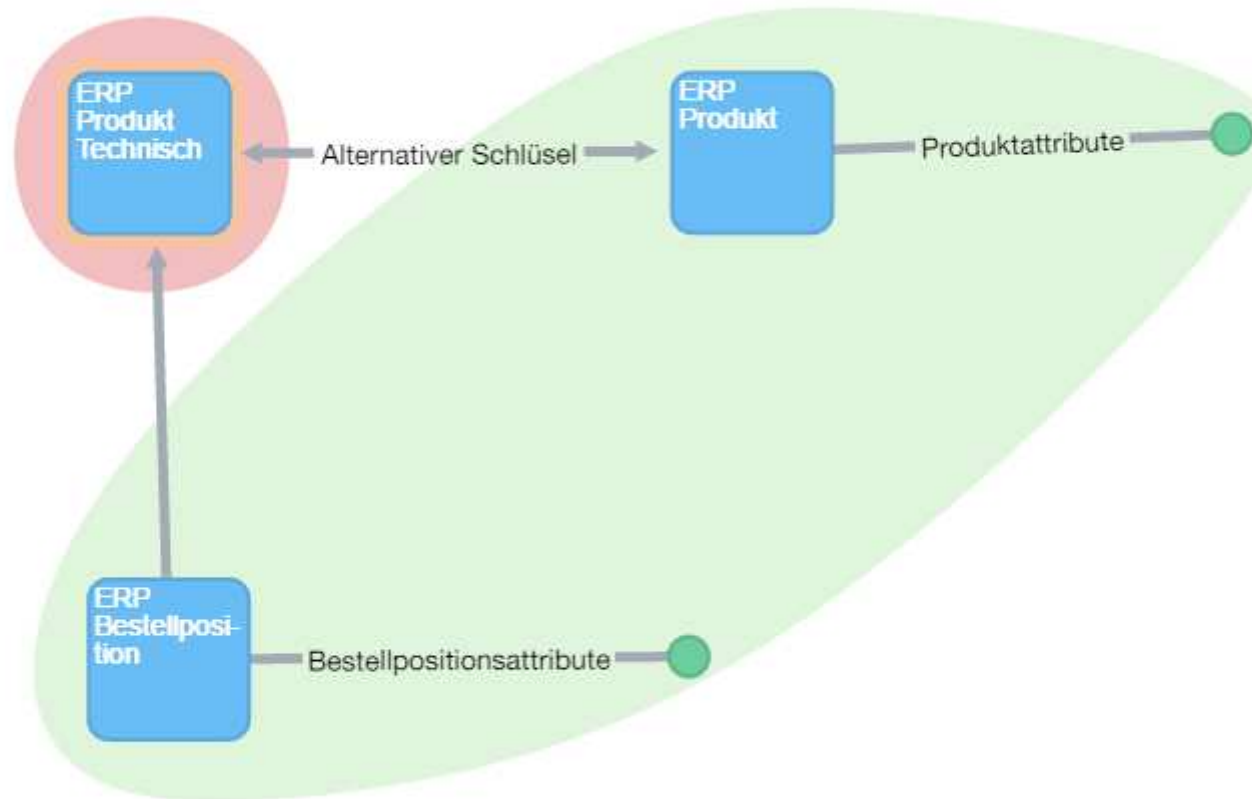 ERP
Produkt
Technisch
Alternativer Schlüsel
ERP
Produkt
Produktattribute
ERP
Bestellposi-
tion
Bestellpositionsattribute